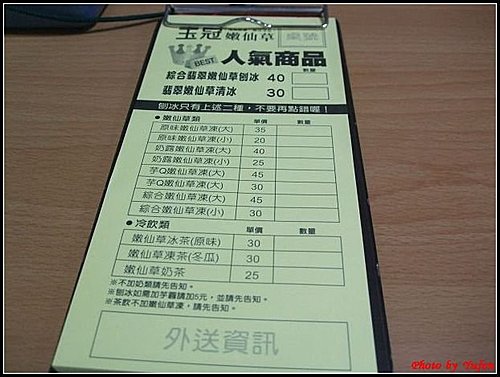 玉冠嫩仙草
桌號
BEST 人氣商品 數量
綜合翡翠嫩仙草刨冰 40
翡翠嫩仙草清冰 30
刨冰只有上述二種,不要再點錯喔!
●嫩仙草類 單價 數量
原味嫩仙草凍(大) 35
原味嫩仙草凍(小) 20
奶露嫩仙草凍(大) 40
奶露嫩仙草凍(小) 25
芋Q嫩仙草凍(大) 45
芋Q嫩仙草凍(小) 30
綜合嫩仙草凍(大) 45
綜合嫩仙草凍(小) 30
●冷飲類 單價 數量
嫩仙草冰茶(原味) 30
嫩仙草凍茶(冬瓜) 30
嫩仙草奶茶 25
※不加奶類請先告知。
※刨冰如需加芋圓請加5元,並請先告知。
※茶飲不加嫩仙草凍,請先告知。
外送資訊
Photo by Yufen